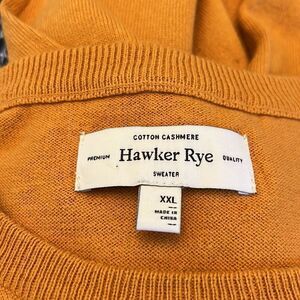 COTTON CASHMERE
PREMIUM Hawker Rye QUALITY
SWEATER
XXL
MADE IN
CHINA